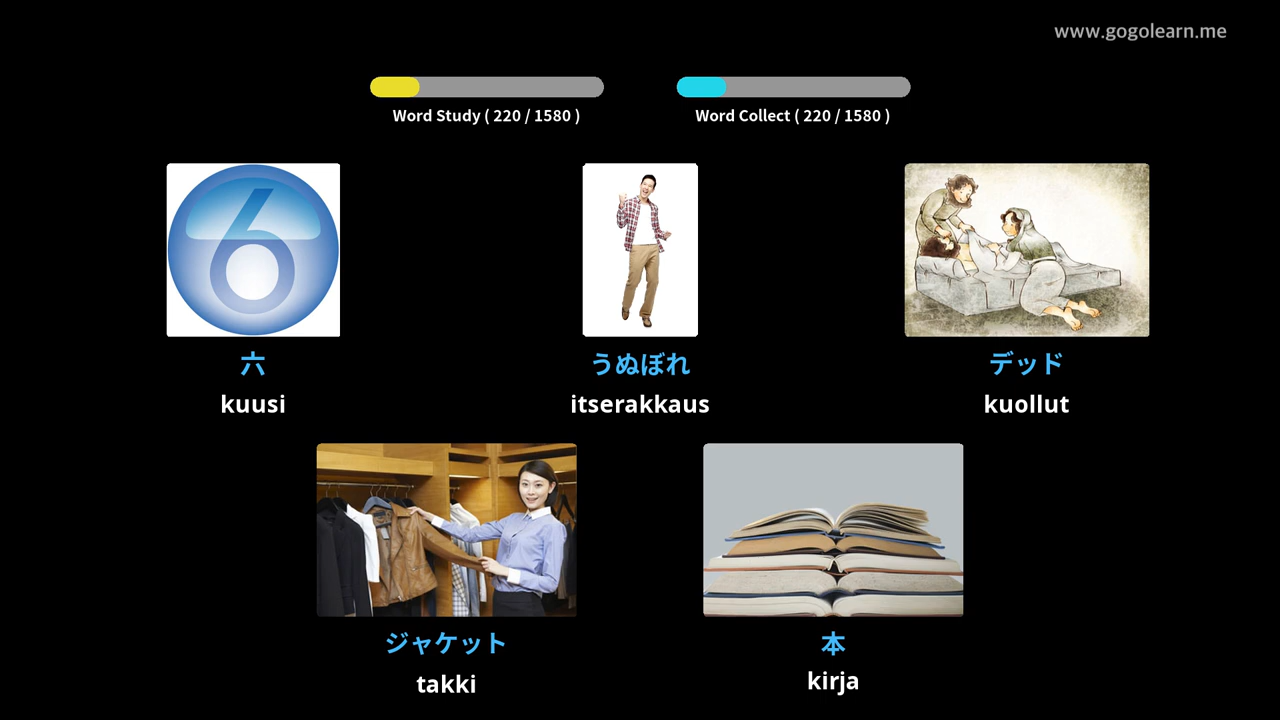 www.gogolearn.me
Word Study ( 220 / 1580 )
Word Collect ( 220 / 1580 )
6
六
うぬぼれ
デッド
kuusi
itserakkaus
kuollut
ジャケット
本
takki
kirja